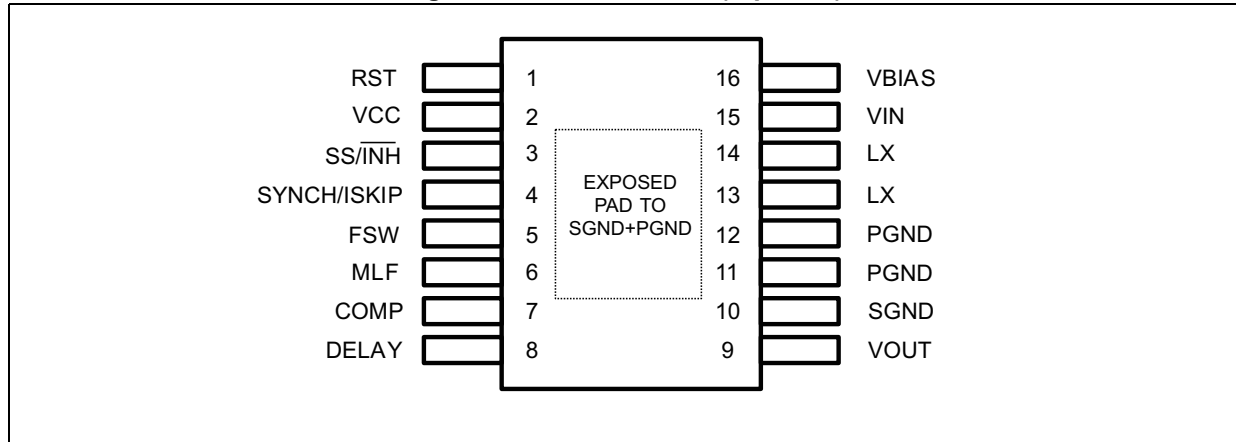 RST 1 16 VBIAS
VCC 2 15 VIN
SS/INH 3 14 LX
SYNCH/ISKIP 4 13 LX
EXPOSED
PAD TO
SGND+PGND
FSW 5 12 PGND
MLF 6 11 PGND
COMP 7 10 SGND
DELAY 8 9 VOUT